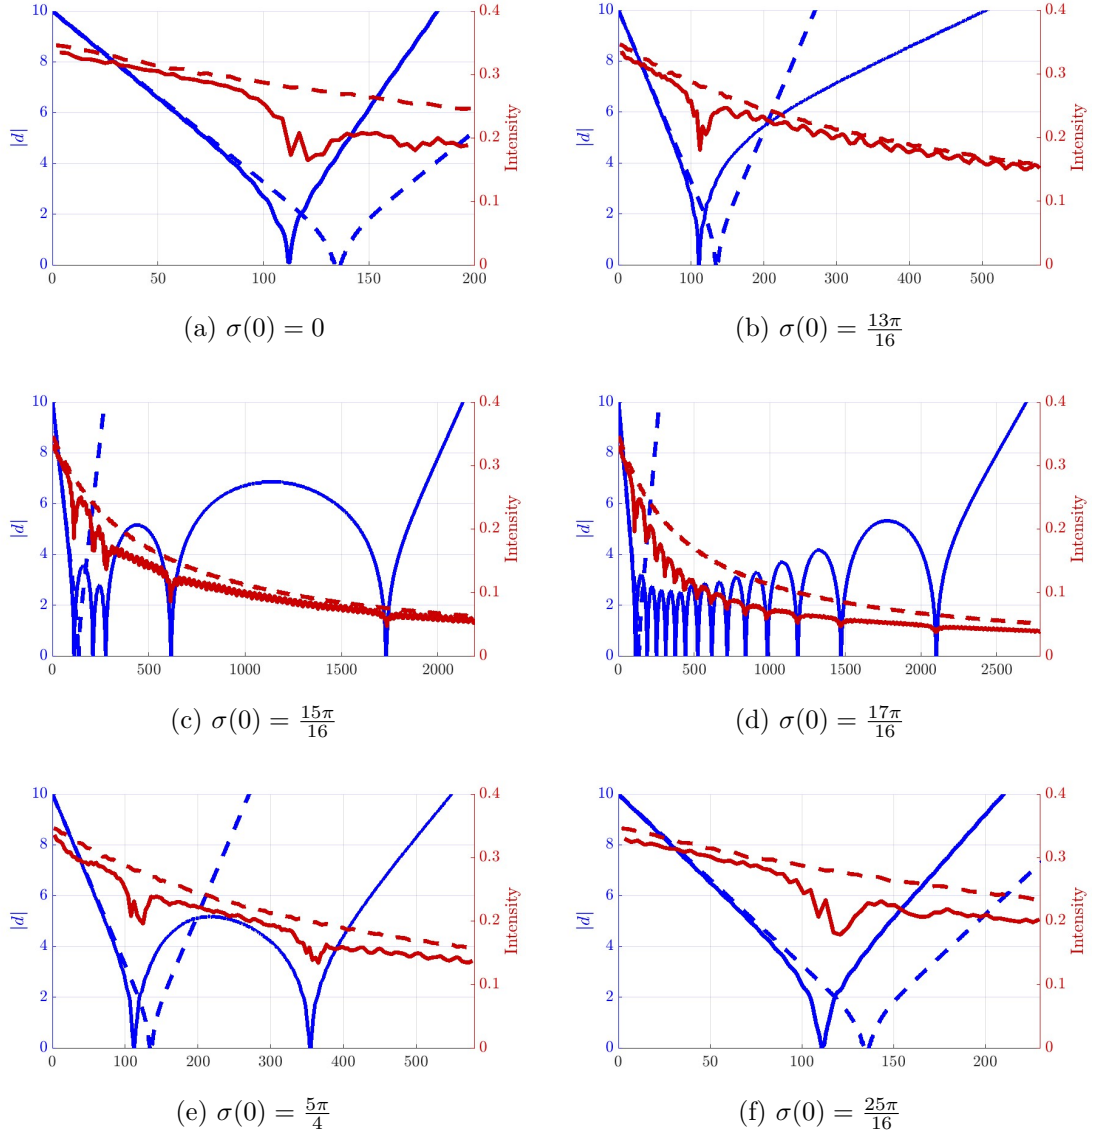 10 8 6 4 2 0
|d|
0.4 0.3 0.2 0.1 0
Intensity
0 50 100 150 200
(a) σ(0) = 0
10 8 6 4 2 0
|d|
0.4 0.3 0.2 0.1 0
Intensity
0 100 200 300 400 500
(b) σ(0) = 13π/16
10 8 6 4 2 0
|d|
0.4 0.3 0.2 0.1 0
Intensity
0 500 1000 1500 2000
(c) σ(0) = 15π/16
10 8 6 4 2 0
|d|
0.4 0.3 0.2 0.1 0
Intensity
0 500 1000 1500 2000 2500
(d) σ(0) = 17π/16
10 8 6 4 2 0
|d|
0.4 0.3 0.2 0.1 0
Intensity
0 100 200 300 400 500
(e) σ(0) = 5π/4
10 8 6 4 2 0
|d|
0.4 0.3 0.2 0.1 0
Intensity
0 50 100 150 200
(f) σ(0) = 25π/16